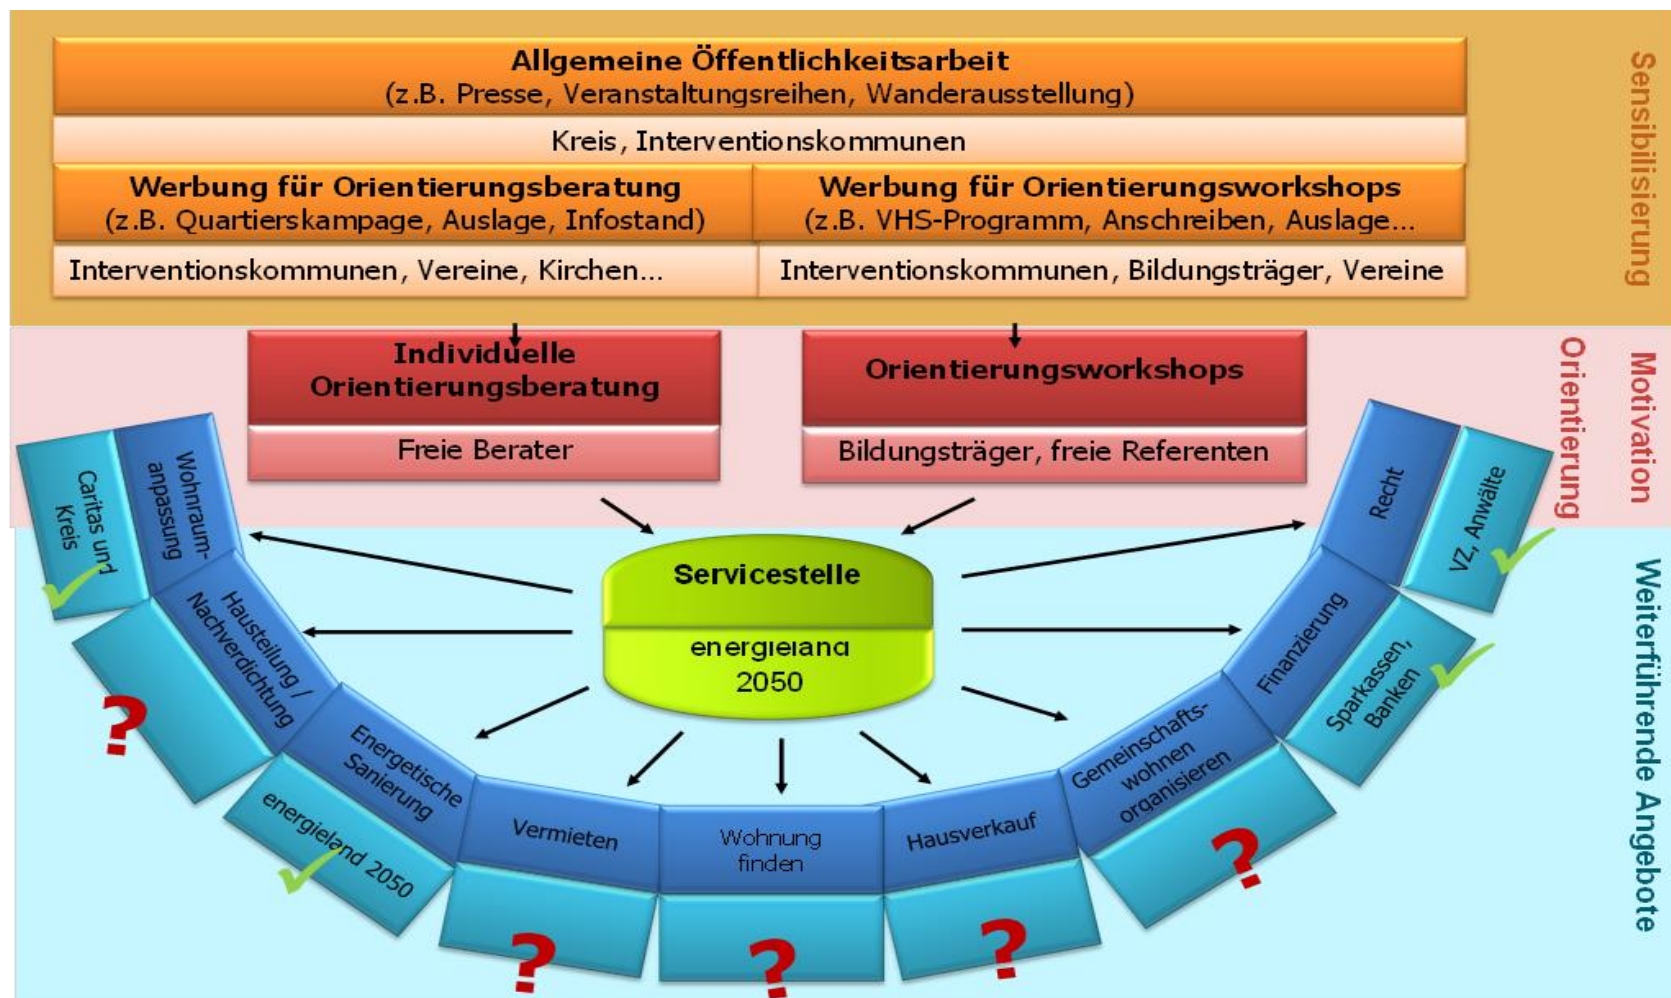 Allgemeine Öffentlichkeitsarbeit
(z.B. Presse, Veranstaltungsreihen, Wanderausstellung)
Kreis, Interventionskommunen
Werbung für Orientierungsberatung
(z.B. Quartierskampage, Auslage, Infostand)
Werbung für Orientierungsworkshops
(z.B. VHS-Programm, Anschreiben, Auslage...
Interventionskommunen, Vereine, Kirchen...
Interventionskommunen, Bildungsträger, Vereine
Sensibilisierung
Individuelle
Orientierungsberatung
Freie Berater
Orientierungsworkshops
Bildungsträger, freie Referenten
Motivation
Orientierung
Servicestelle
energieland
2050
Caritas und
Kreis
Wohnraum-
anpassung
Hausteilung /
Nachverdichtung
?
Energetische
Sanierung
energieland 2050
Vermieten
?
Wohnung
finden
?
Hausverkauf
?
Gemeinschafts-
wohnen
organisieren
?
Finanzierung
Sparkassen,
Banken
Recht
VZ, Anwälte
Weiterführende Angebote